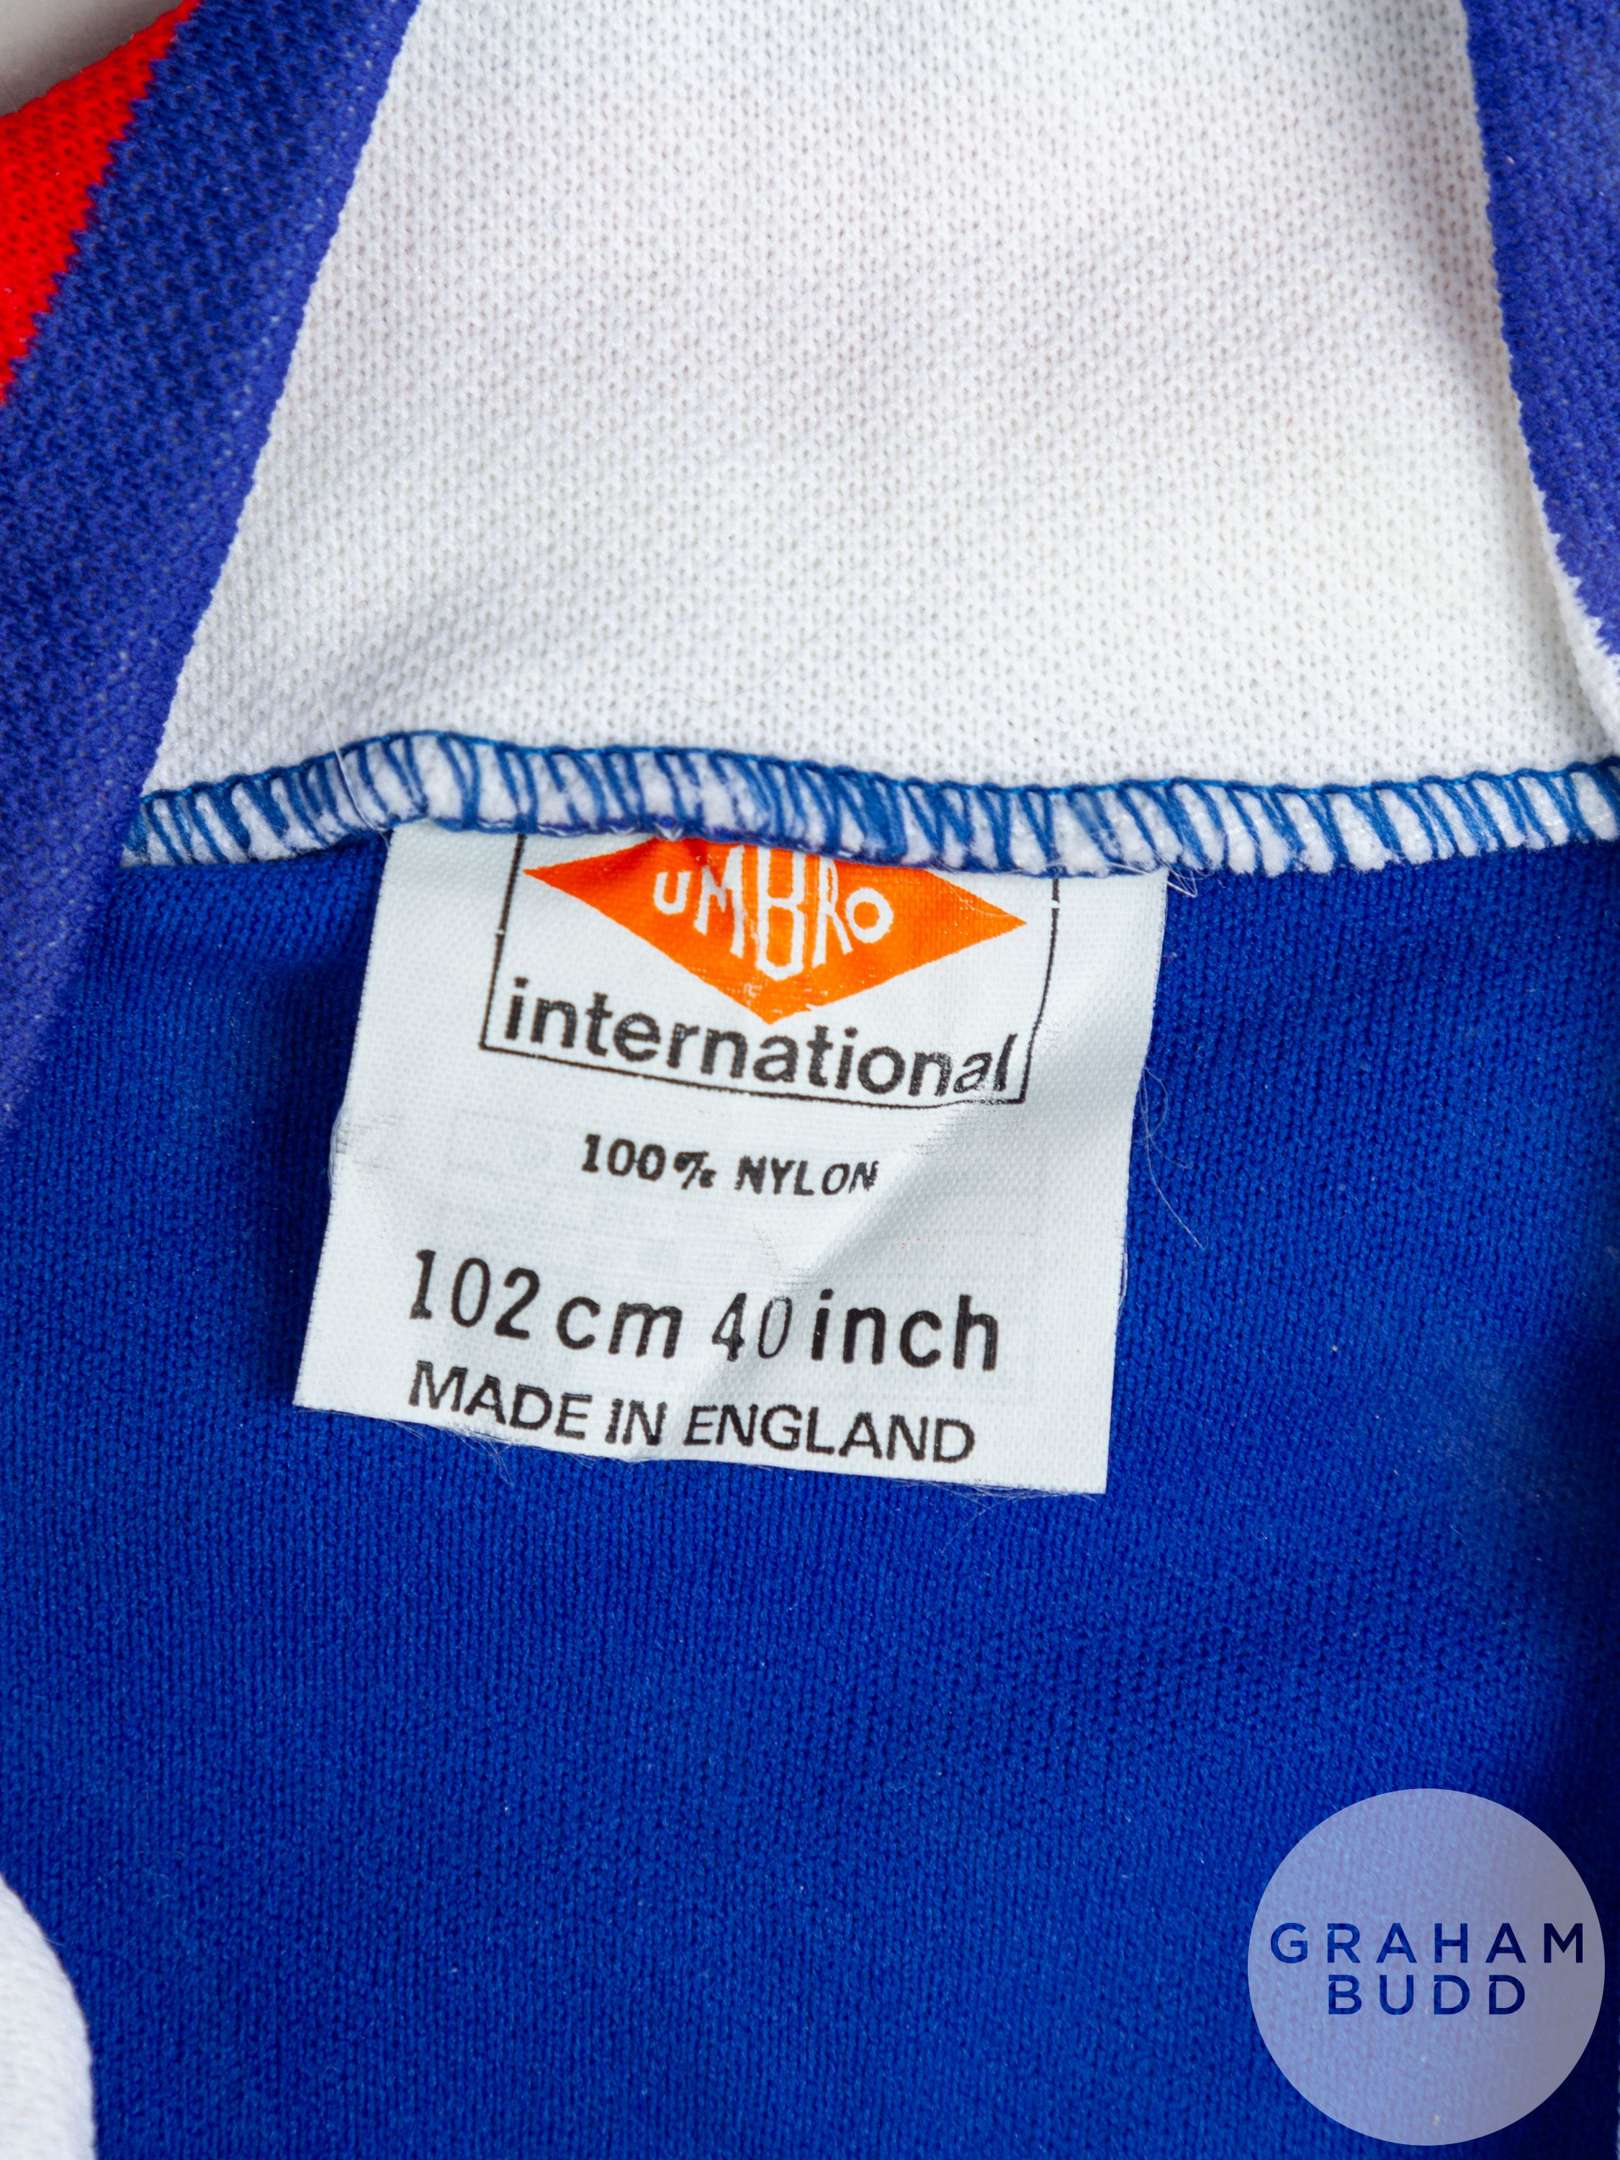 UMBRO
international
100% NYLON
102cm 40inch
MADE IN ENGLAND
GRAHAM
BUDD